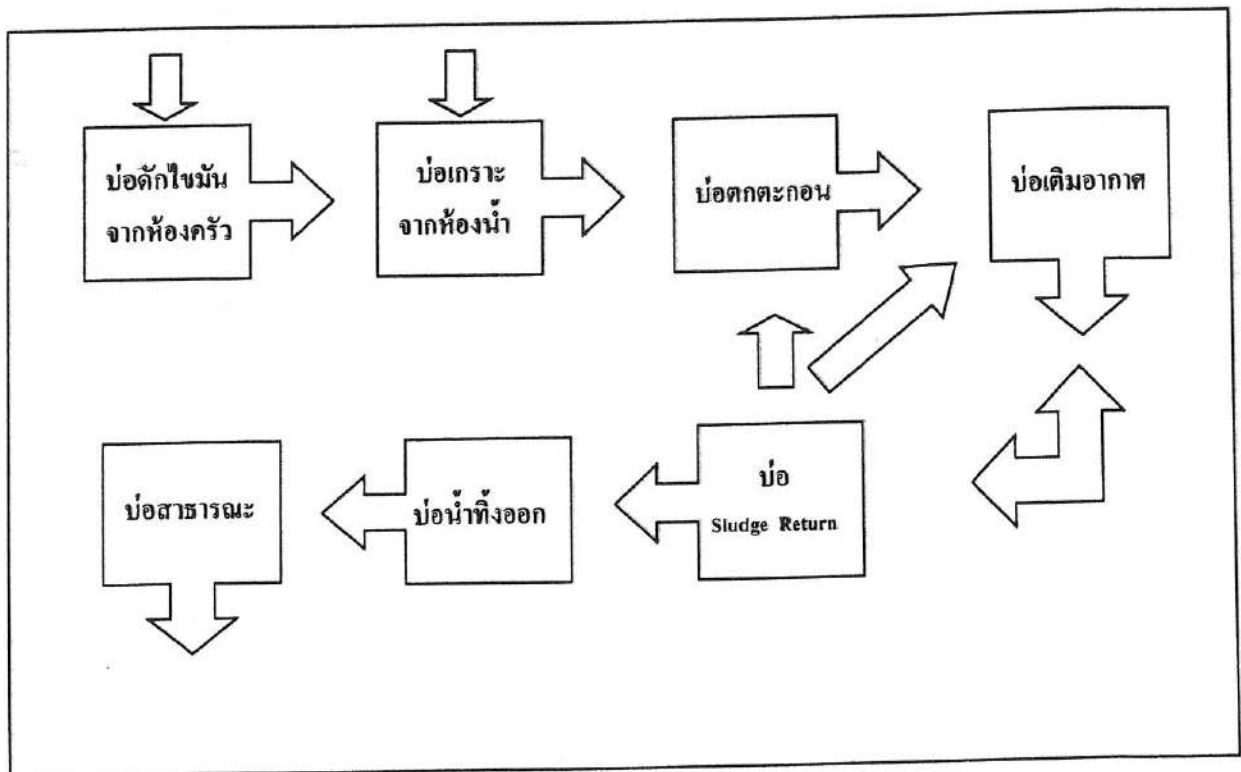 บ่อดักไขมัน
จากห้องครัว
บ่อเกราะ
จากห้องน้ำ
บ่อตกตะกอน
บ่อเติมอากาศ
บ่อสาธารณะ
บ่อน้ำทิ้งออก
บ่อ
Sludge Return